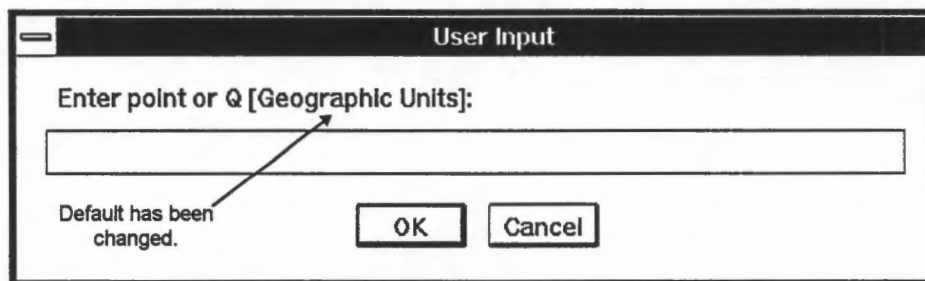 User Input
Enter point or Q [Geographic Units]:
Default has been
changed.
OK
Cancel